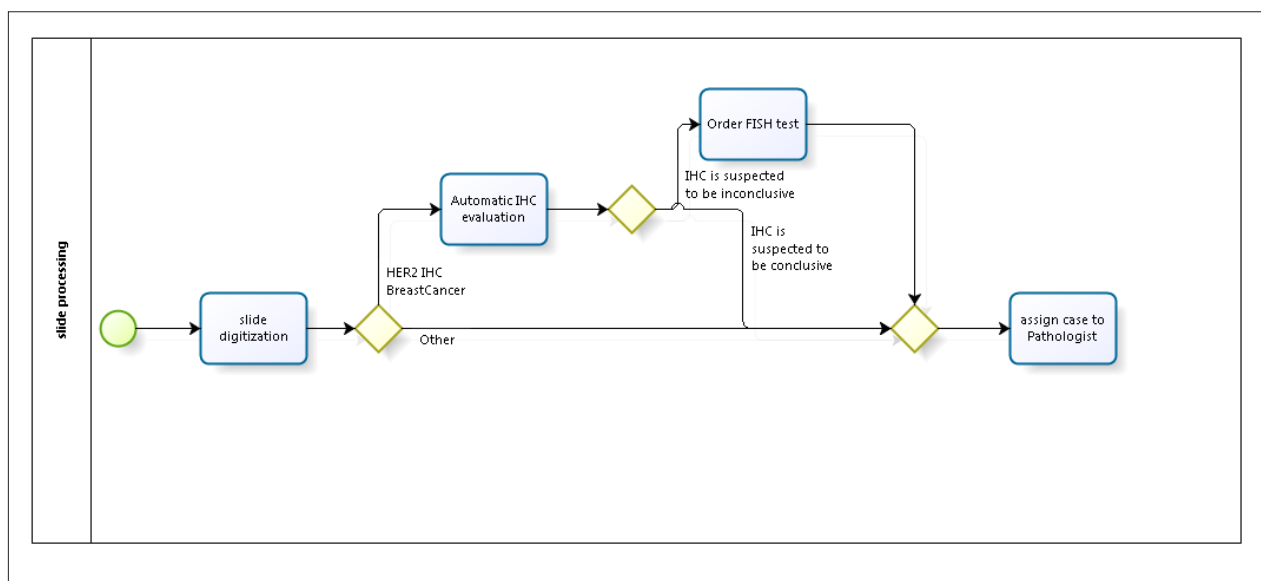 slide processing
slide
digitization
HER2 IHC
BreastCancer
Other
Automatic IHC
evaluation
IHC is suspected
to be inconclusive
Order FISH test
IHC is
suspected to
be conclusive
assign case to
Pathologist